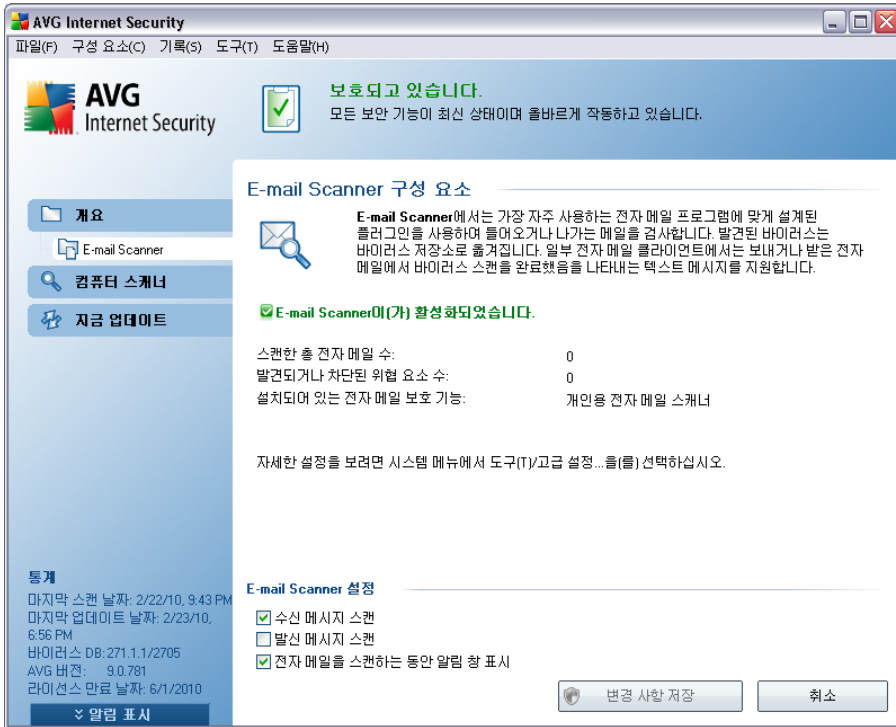 AVG Internet Security
파일(F) 구성 요소(C) 기록(S) 도구(T) 도움말(H)
AVG
Internet Security
보호되고 있습니다.
모든 보안 기능이 최신 상태이며 올바르게 작동하고 있습니다.
개요
E-mail Scanner
컴퓨터 스캐너
지금 업데이트
E-mail Scanner 구성 요소
E-mail Scanner에서는 가장 자주 사용하는 전자 메일 프로그램에 맞게 설계된
플러그인을 사용하며 들어오거나 나가는 메일을 검사합니다. 발견된 바이러스는
바이러스 저장소로 옮겨집니다. 일부 전자 메일 클라이언트에서는 보내거나 받은 전자
메일에서 바이러스 스캔을 완료했음을 나타내는 텍스트 메시지를 지원합니다.
E-mail Scanner이(가) 활성화되었습니다.
스캔한 총 전자 메일 수: 0
발견되거나 차단된 위협 요소 수: 0
설치되어 있는 전자 메일 보호 기능: 개인용 전자 메일 스캐너
자세한 설정을 보려면 시스템 메뉴에서 도구(T)/고급 설정...을(를) 선택하십시오.
통계
마지막 스캔 날짜: 2/22/10, 9:43 PM
마지막 업데이트 날짜: 2/23/10,
6:56 PM
바이러스 DB: 271.1.1/2705
AVG 버전: 9.0.781
라이선스 만료 날짜: 6/1/2010
알림 표시
E-mail Scanner 설정
수신 메시지 스캔
발신 메시지 스캔
전자 메일을 스캔하는 동안 알림 창 표시
변경 사항 저장
취소